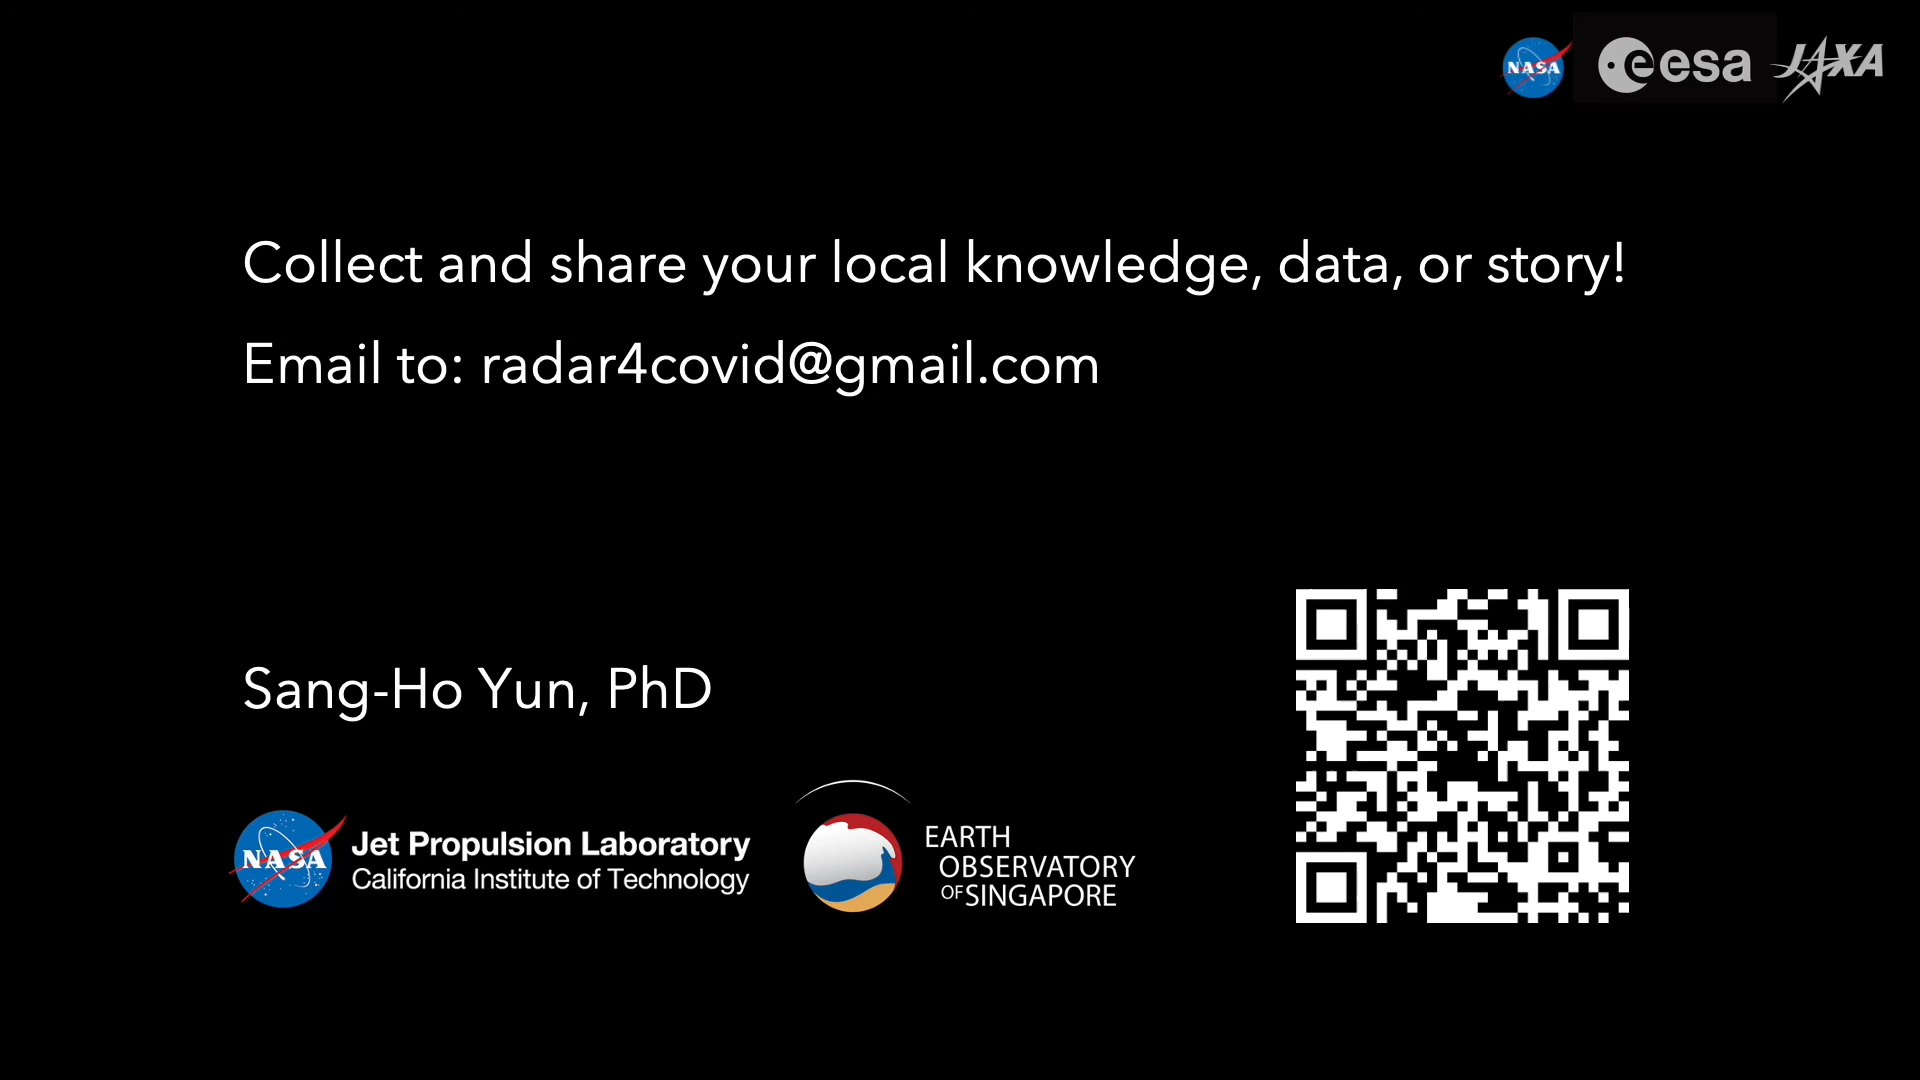 NASA
esa
JAXA
Collect and share your local knowledge, data, or story!
Email to: radar4covid@gmail.com
Sang-Ho Yun, PhD
NASA
Jet Propulsion Laboratory
California Institute of Technology
EARTH
OBSERVATORY
OF SINGAPORE